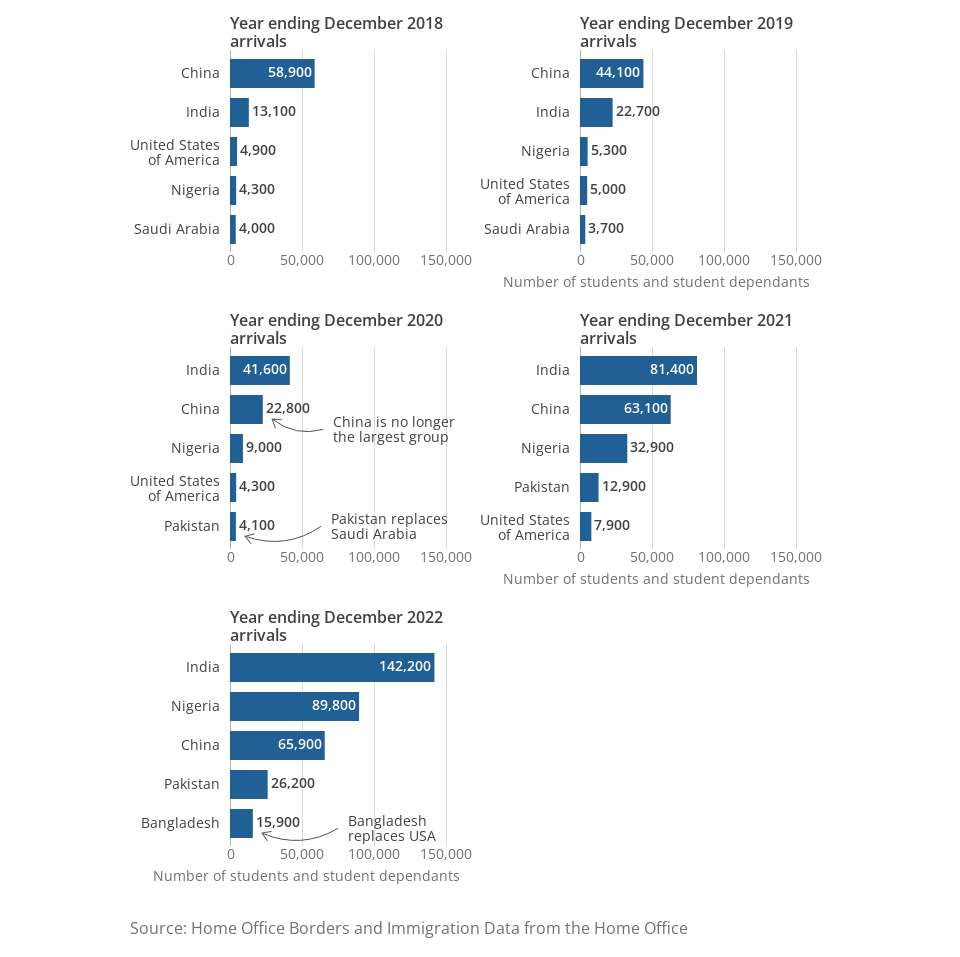 Year ending December 2018
arrivals
China
58,900
India
13,100
United States
of America
4,900
Nigeria
4,300
Saudi Arabia
4,000
0
50,000
100,000
150,000
Year ending December 2019
arrivals
China
44,100
India
22,700
Nigeria
5,300
United States
of America
5,000
Saudi Arabia
3,700
0
50,000
100,000
150,000
Number of students and student dependants
Year ending December 2020
arrivals
India
41,600
China
22,800
China is no longer
the largest group
Nigeria
9,000
United States
of America
4,300
Pakistan
4,100
Pakistan replaces
Saudi Arabia
0
50,000
100,000
150,000
Year ending December 2021
arrivals
India
81,400
China
63,100
Nigeria
32,900
Pakistan
12,900
United States
of America
7,900
0
50,000
100,000
150,000
Number of students and student dependants
Year ending December 2022
arrivals
India
142,200
Nigeria
89,800
China
65,900
Pakistan
26,200
Bangladesh
15,900
Bangladesh
replaces USA
0
50,000
100,000
150,000
Number of students and student dependants
Source: Home Office Borders and Immigration Data from the Home Office